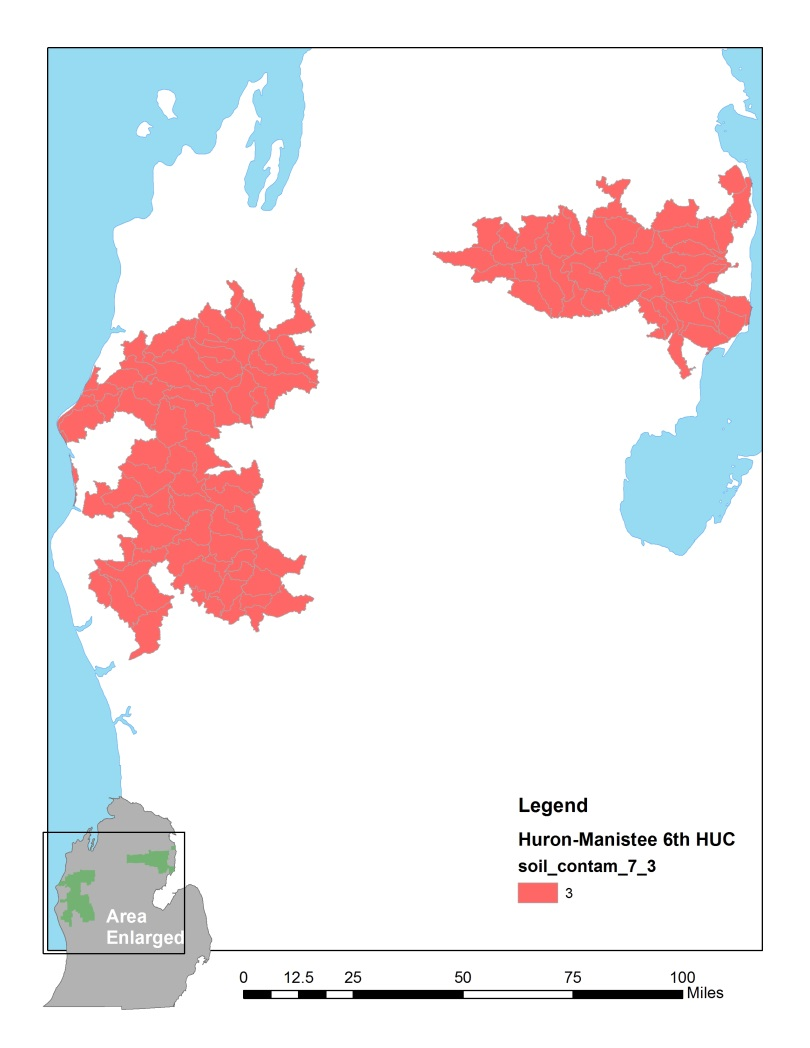 Legend
Huron-Manistee 6th HUC
soil_contam_7_3
3
Area
Enlarged
0 12.5 25 50 75 100
Miles